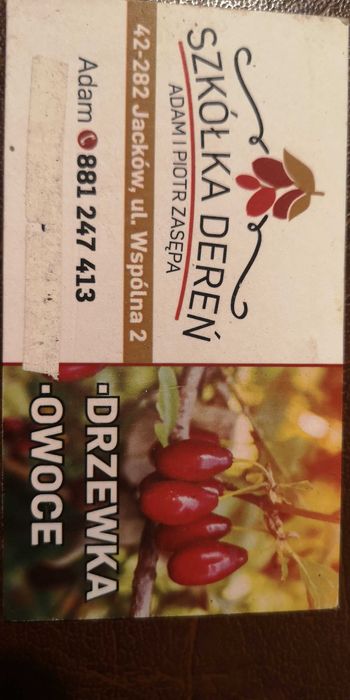 SZKÓŁKA DEREŃ
ADAM I PIOTR ZASĘPA
42-282 Jacków, ul. Wspólna 2
Adam 881 247 413
·DRZEWKA
·OWOCE